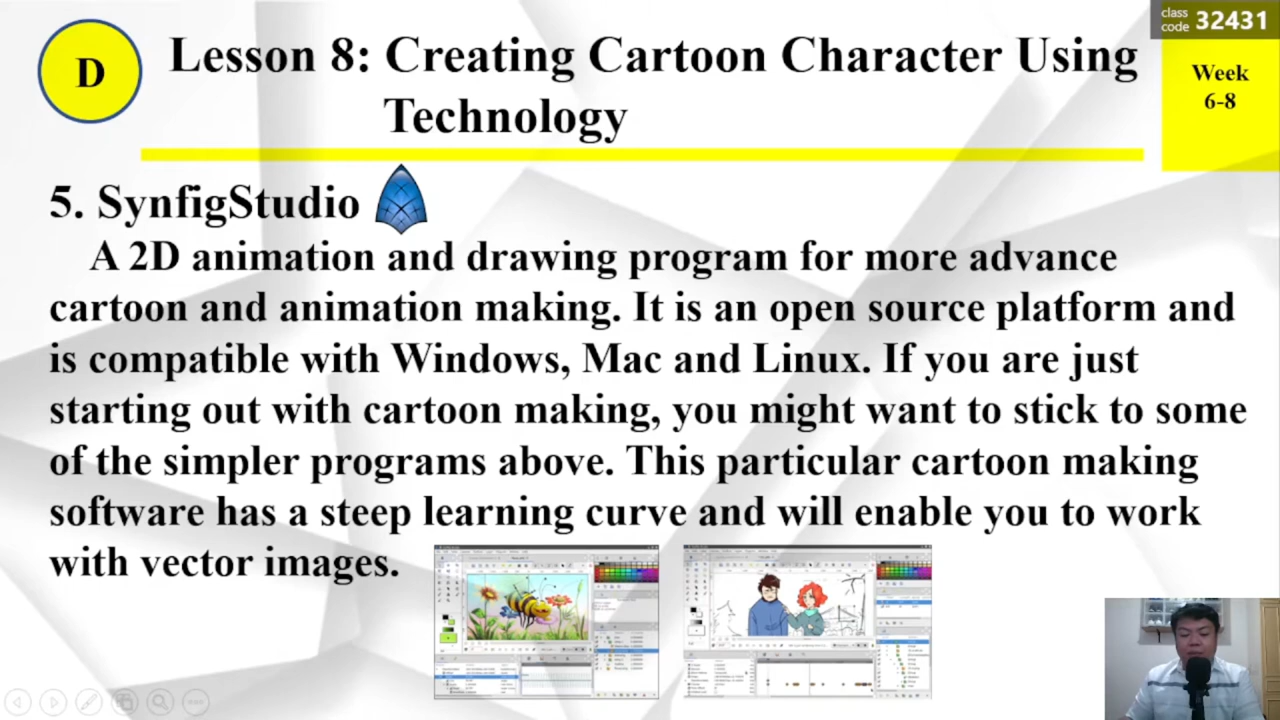 class
code 32431
D
Lesson 8: Creating Cartoon Character Using
Technology
Week
6-8
5. SynfigStudio
A 2D animation and drawing program for more advance
cartoon and animation making. It is an open source platform and
is compatible with Windows, Mac and Linux. If you are just
starting out with cartoon making, you might want to stick to some
of the simpler programs above. This particular cartoon making
software has a steep learning curve and will enable you to work
with vector images.